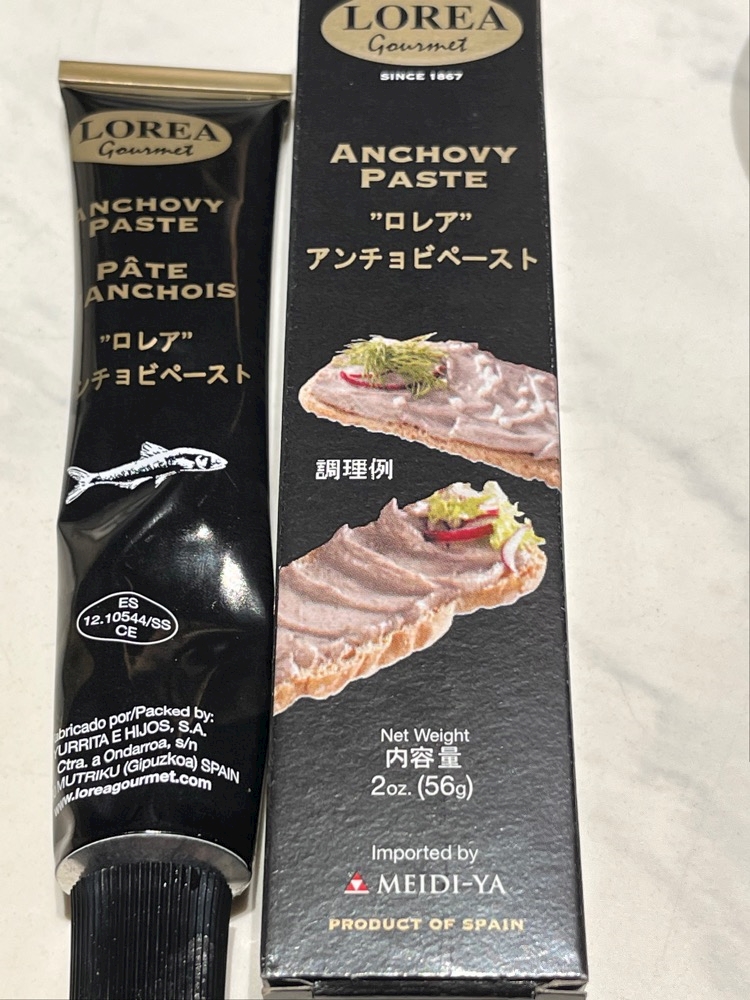 LOREA
Gourmet
ANCHOVY
PASTE
PÂTE
ANCHOIS
”ロレア”
ンチョビペースト
ES
12.10544/SS
CE
bricado por/Packed by:
YURRITA E HIJOS, S.A.
Ctra. a Ondarroa, s/n
MUTRIKU (Gipuzkoa) SPAIN
www.loreagourmet.com
LOREA
Gourmet
SINCE 1867
ANCHOVY
PASTE
”ロレア”
アンチョビペースト
調理例
Net Weight
内容量
2oz. (56g)
Imported by
MEIDI-YA
PRODUCT OF SPAIN